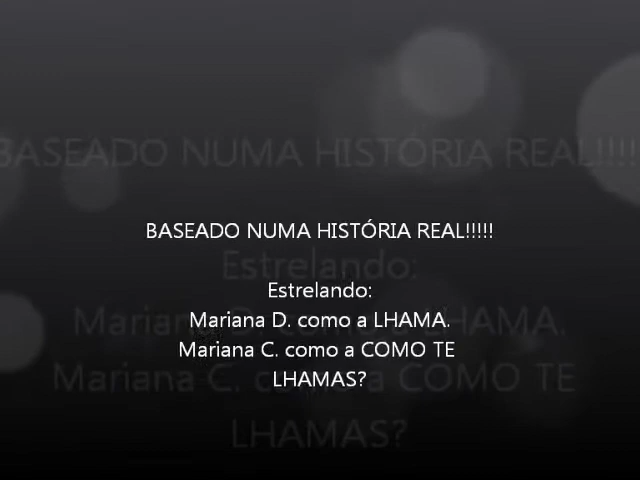 BASEADO NUMA HISTÓRIA REAL!!!!!
Estrelando:
Mariana D. como a LHAMA.
Mariana C. como a COMO TE
LHAMAS?